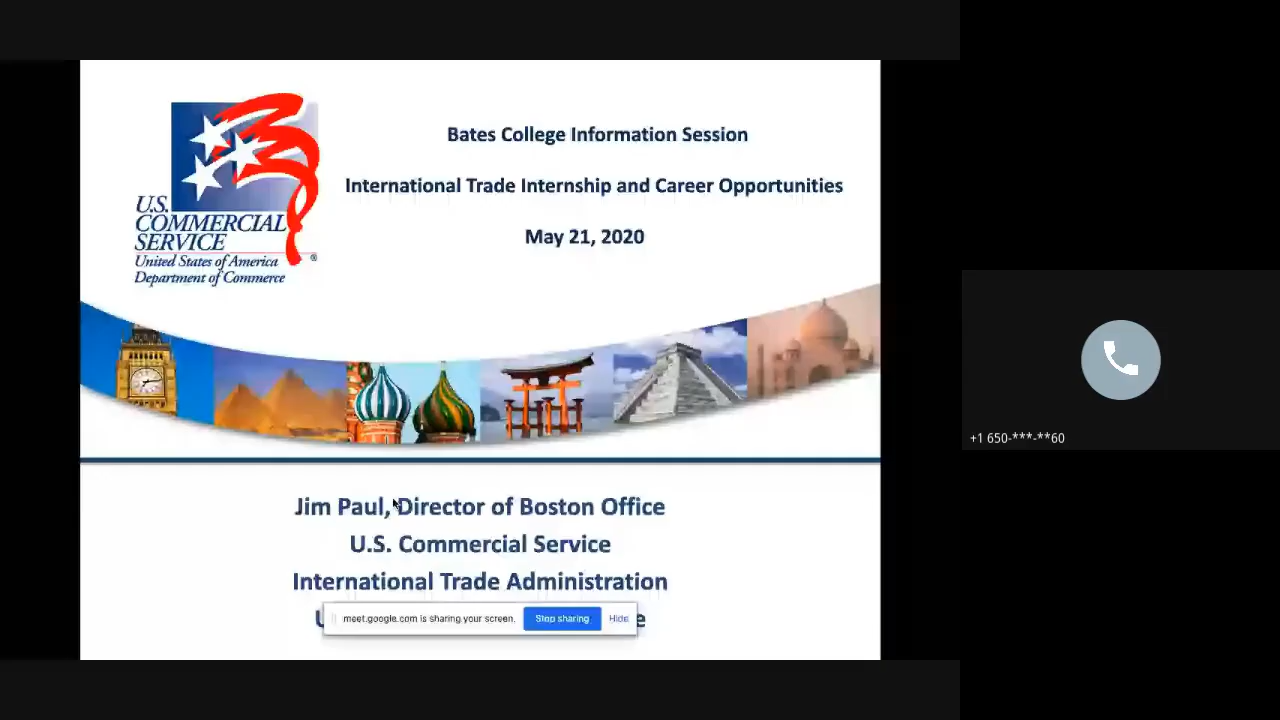 Bates College Information Session
International Trade Internship and Career Opportunities
May 21, 2020
U.S.
COMMERCIAL
SERVICE
®
United States of America
Department of Commerce
Jim Paul, Director of Boston Office
U.S. Commercial Service
International Trade Administration
meet.google.com is sharing your screen.
Stop sharing
Hide
+1 650-***-**60